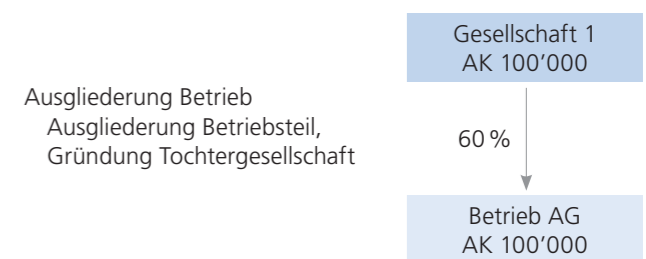 Gesellschaft 1
AK 100’000
Ausgliederung Betrieb
Ausgliederung Betriebsteil,
Gründung Tochtergesellschaft
60 %
Betrieb AG
AK 100’000